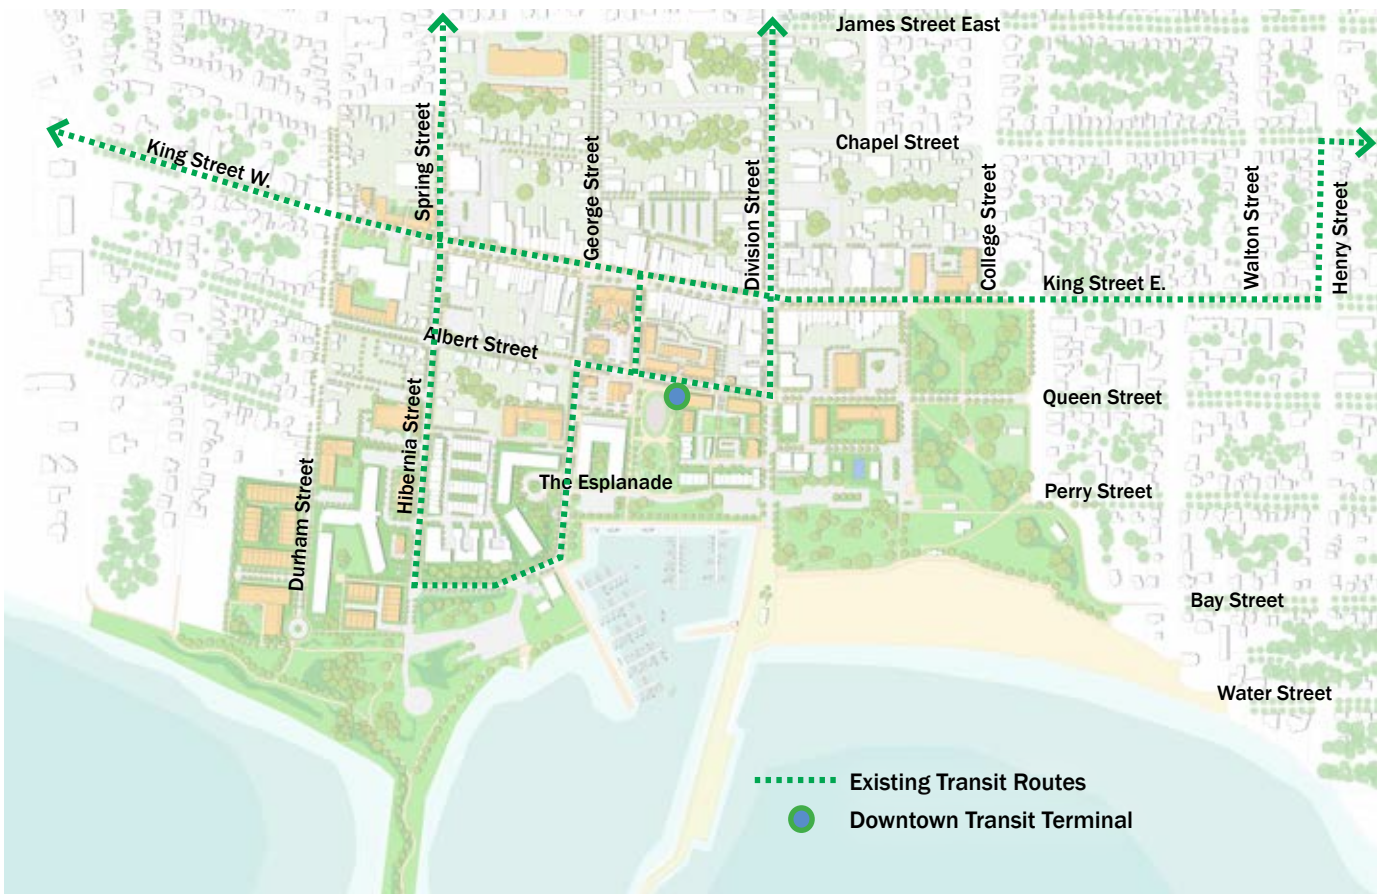 James Street East
Chapel Street
King Street W.
Spring Street
George Street
Division Street
College Street
Walton Street
Henry Street
King Street E.
Albert Street
Queen Street
Hibernia Street
Durham Street
The Esplanade
Perry Street
Bay Street
Water Street
Existing Transit Routes
Downtown Transit Terminal